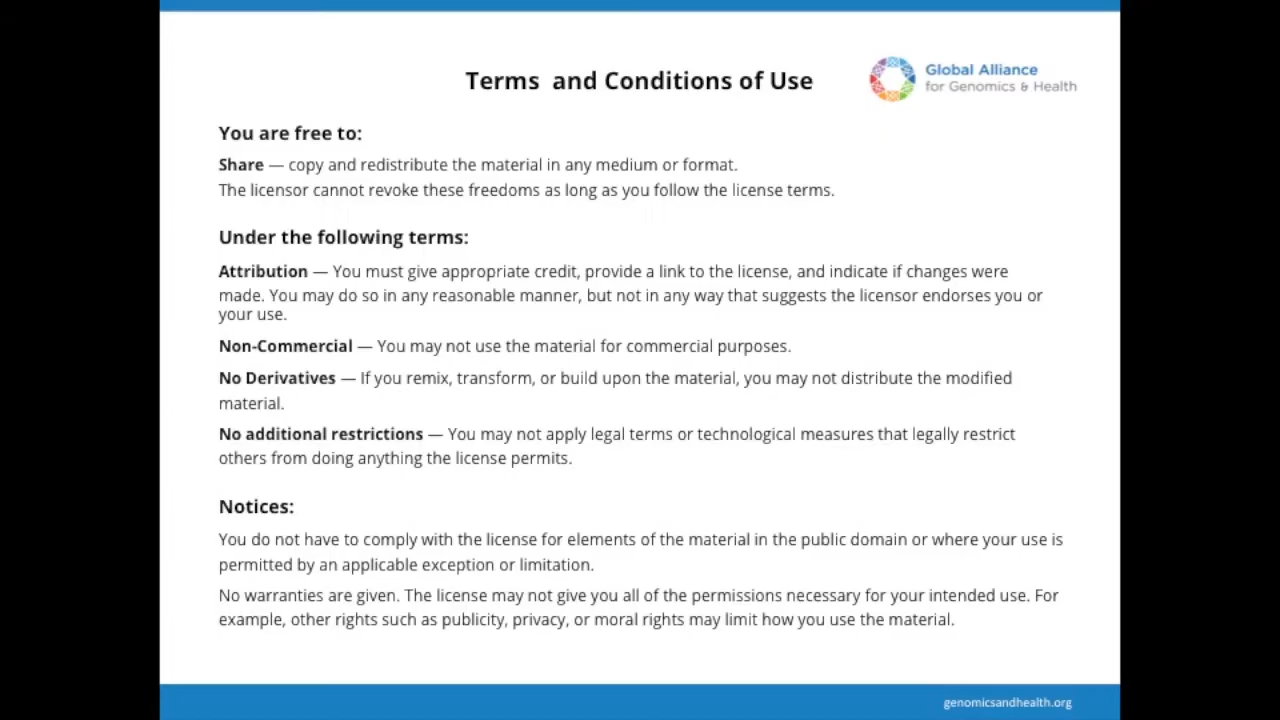 Terms and Conditions of Use
Global Alliance
for Genomics & Health
You are free to:
Share — copy and redistribute the material in any medium or format.
The licensor cannot revoke these freedoms as long as you follow the license terms.
Under the following terms:
Attribution — You must give appropriate credit, provide a link to the license, and indicate if changes were
made. You may do so in any reasonable manner, but not in any way that suggests the licensor endorses you or
your use.
Non-Commercial — You may not use the material for commercial purposes.
No Derivatives — If you remix, transform, or build upon the material, you may not distribute the modified
material.
No additional restrictions — You may not apply legal terms or technological measures that legally restrict
others from doing anything the license permits.
Notices:
You do not have to comply with the license for elements of the material in the public domain or where your use is
permitted by an applicable exception or limitation.
No warranties are given. The license may not give you all of the permissions necessary for your intended use. For
example, other rights such as publicity, privacy, or moral rights may limit how you use the material.
genomicsandhealth.org